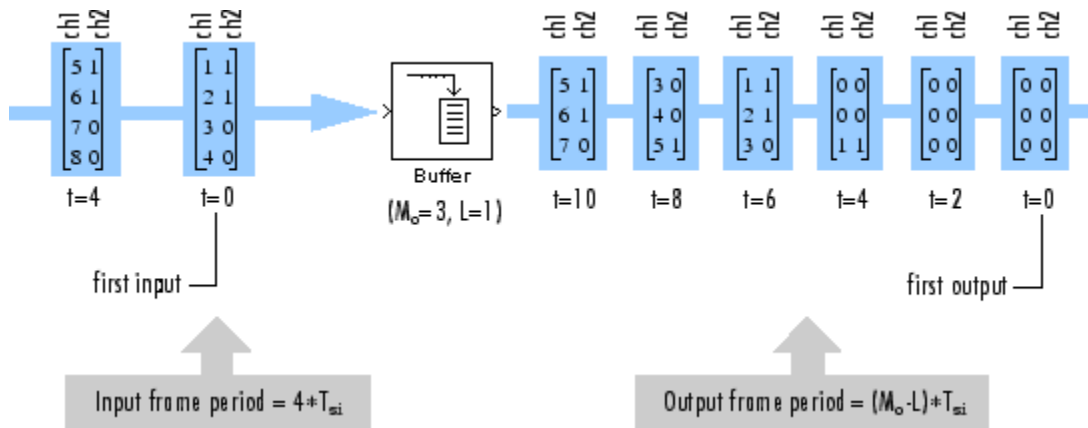 ch1 ch2 ch1 ch2 ch1 ch2 ch1 ch2 ch1 ch2 ch1 ch2 ch1 ch2 ch1 ch2
5 1 1 1 5 1 3 0 1 1 0 0 0 0 0 0
6 1 2 1 6 1 4 0 2 1 0 0 0 0 0 0
7 0 3 0 7 0 5 1 3 0 1 1 0 0 0 0
8 0 4 0
Buffer
t=4 t=0 t=10 t=8 t=6 t=4 t=2 t=0
(Mo=3, L=1)
first input first output
Input frame period = 4*Tsi Output frame period = (Mo-L)*Tsi